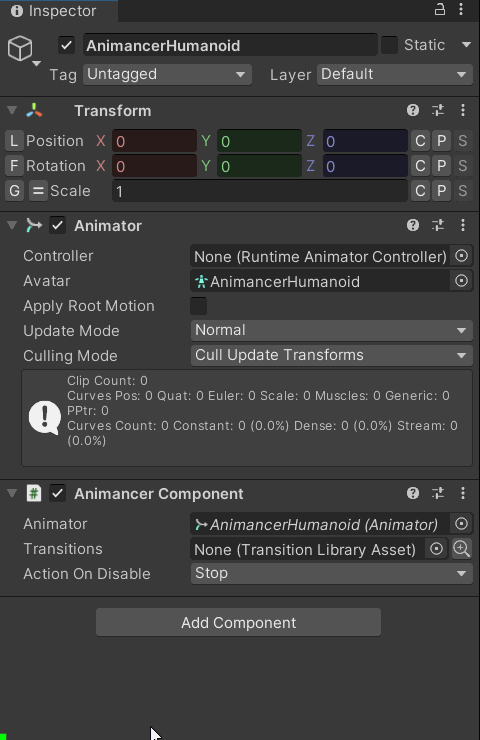 Inspector
AnimancerHumanoid Static
Tag Untagged Layer Default
Transform
L Position X 0 Y 0 Z 0 C P S
F Rotation X 0 Y 0 Z 0 C P S
G = Scale 1 C P S
Animator
Controller None (Runtime Animator Controller)
Avatar AnimancerHumanoid
Apply Root Motion
Update Mode Normal
Culling Mode Cull Update Transforms
Clip Count: 0
Curves Pos: 0 Quat: 0 Euler: 0 Scale: 0 Muscles: 0 Generic: 0
PPtr: 0
Curves Count: 0 Constant: 0 (0.0%) Dense: 0 (0.0%) Stream: 0
(0.0%)
# Animancer Component
Animator AnimancerHumanoid (Animator)
Transitions None (Transition Library Asset)
Action On Disable Stop
Add Component